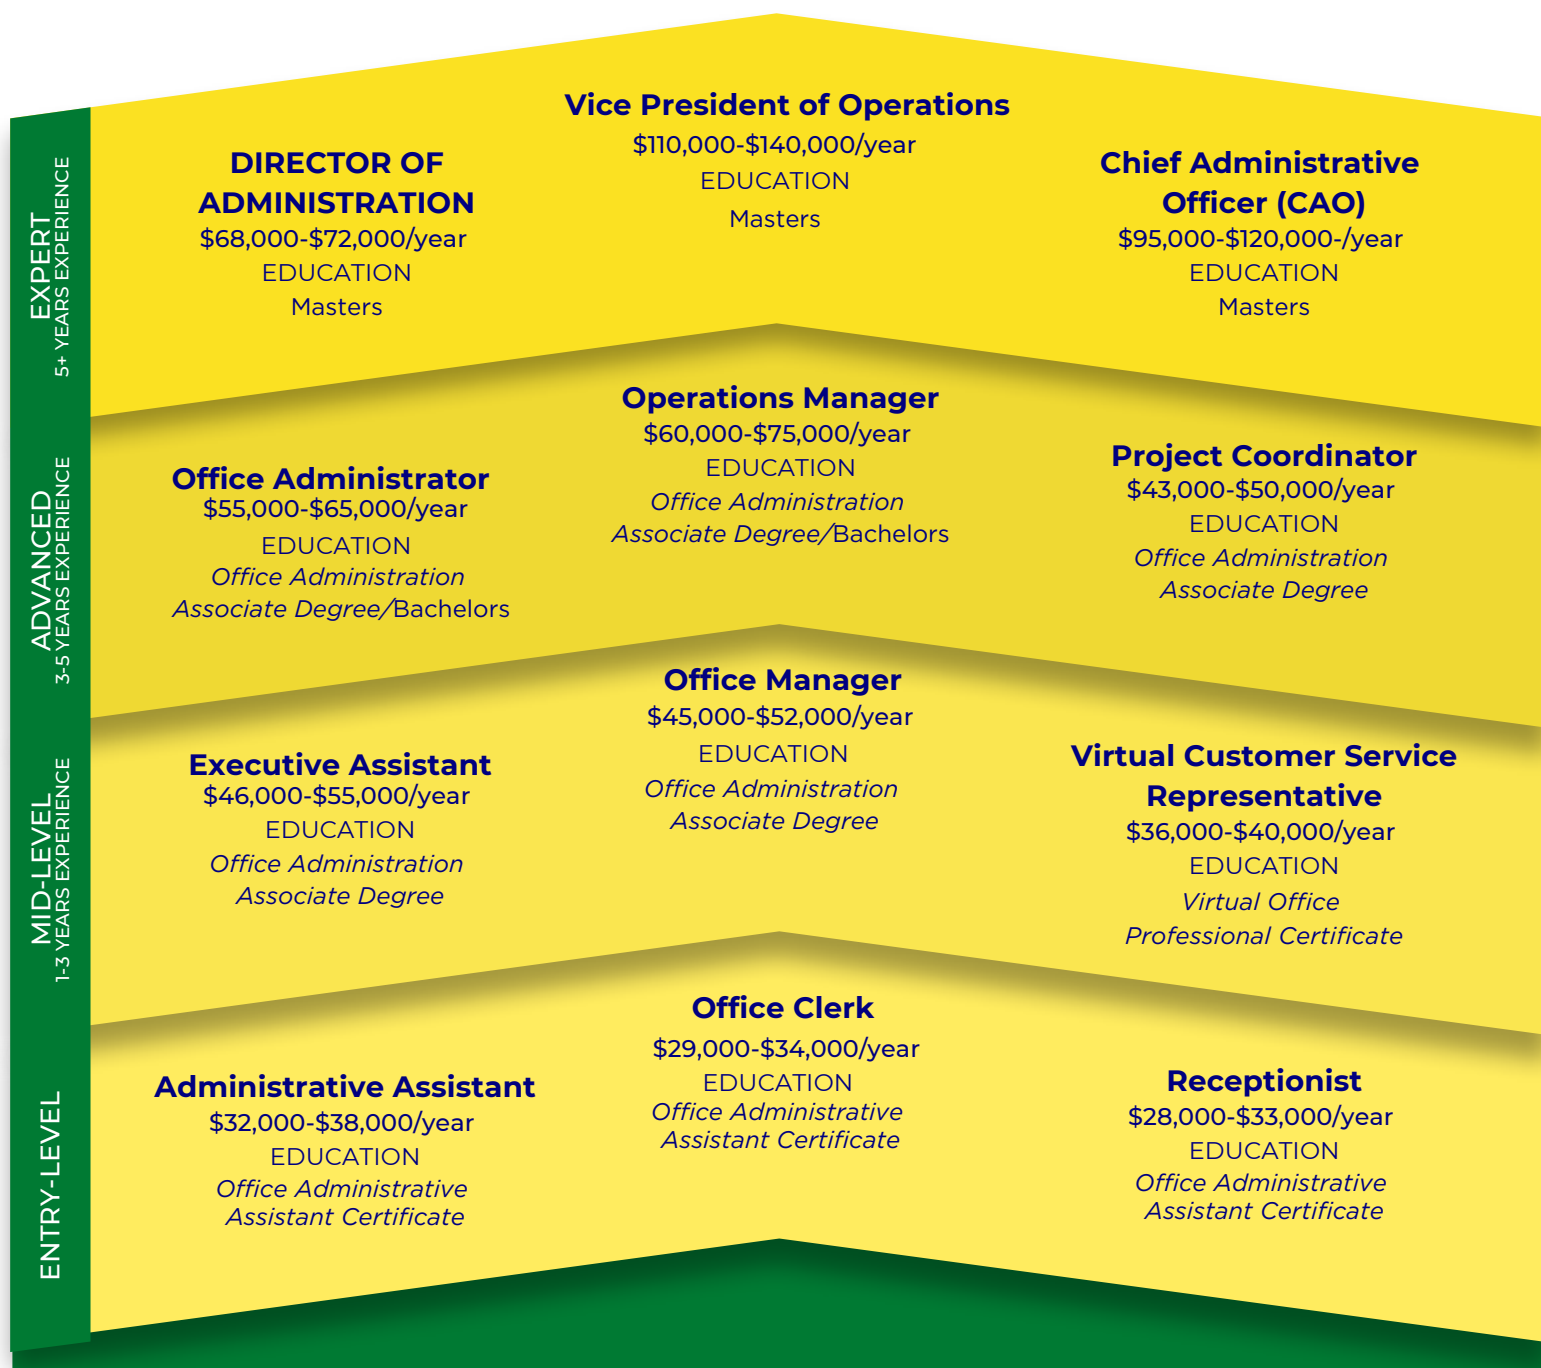 EXPERT
5+ YEARS EXPERIENCE
DIRECTOR OF
ADMINISTRATION
$68,000-$72,000/year
EDUCATION
Masters
Vice President of Operations
$110,000-$140,000/year
EDUCATION
Masters
Chief Administrative
Officer (CAO)
$95,000-$120,000-/year
EDUCATION
Masters
ADVANCED
3-5 YEARS EXPERIENCE
Office Administrator
$55,000-$65,000/year
EDUCATION
Office Administration
Associate Degree/Bachelors
Operations Manager
$60,000-$75,000/year
EDUCATION
Office Administration
Associate Degree/Bachelors
Project Coordinator
$43,000-$50,000/year
EDUCATION
Office Administration
Associate Degree
MID-LEVEL
1-3 YEARS EXPERIENCE
Executive Assistant
$46,000-$55,000/year
EDUCATION
Office Administration
Associate Degree
Office Manager
$45,000-$52,000/year
EDUCATION
Office Administration
Associate Degree
Virtual Customer Service
Representative
$36,000-$40,000/year
EDUCATION
Virtual Office
Professional Certificate
ENTRY-LEVEL
Administrative Assistant
$32,000-$38,000/year
EDUCATION
Office Administrative
Assistant Certificate
Office Clerk
$29,000-$34,000/year
EDUCATION
Office Administrative
Assistant Certificate
Receptionist
$28,000-$33,000/year
EDUCATION
Office Administrative
Assistant Certificate